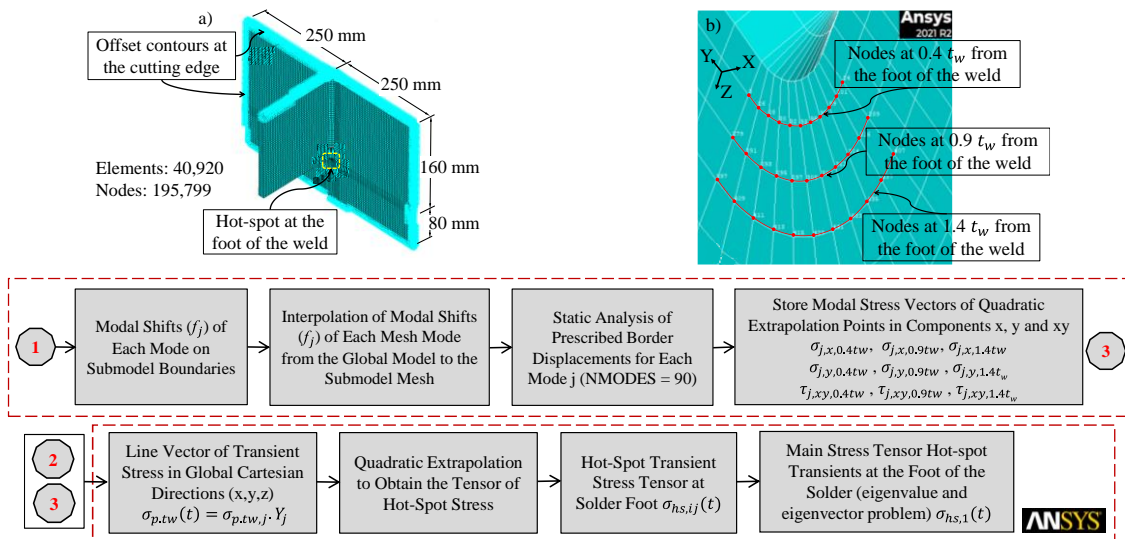 a)
Offset contours at
the cutting edge
250 mm
250 mm
160 mm
80 mm
Elements: 40,920
Nodes: 195,799
Hot-spot at the
foot of the weld
b)
Ansys
2021 R2
Y
X
Z
Nodes at 0.4 t_w from
the foot of the weld
Nodes at 0.9 t_w from
the foot of the weld
Nodes at 1.4 t_w from
the foot of the weld
1
Modal Shifts (f_j) of
Each Mode on
Submodel Boundaries
Interpolation of Modal Shifts
(f_j) of Each Mesh Mode
from the Global Model to the
Submodel Mesh
Static Analysis of
Prescribed Border
Displacements for Each
Mode j (NMODES = 90)
Store Modal Stress Vectors of Quadratic
Extrapolation Points in Components x, y and xy
σ_{j,x,0.4tw}, σ_{j,x,0.9tw}, σ_{j,x,1.4tw}
σ_{j,y,0.4tw} , σ_{j,y,0.9tw}, σ_{j,y,1.4t_w}
τ_{j,xy,0.4tw} , τ_{j,xy,0.9tw}, τ_{j,xy,1.4t_w}
3
2
3
Line Vector of Transient
Stress in Global Cartesian
Directions (x,y,z)
σ_{p.tw}(t) = σ_{p.tw,j}.Y_j
Quadratic Extrapolation
to Obtain the Tensor of
Hot-Spot Stress
Hot-Spot Transient
Stress Tensor at
Solder Foot σ_{hs,ij}(t)
Main Stress Tensor Hot-spot
Transients at the Foot of the
Solder (eigenvalue and
eigenvector problem) σ_{hs,1}(t)
ANSYS